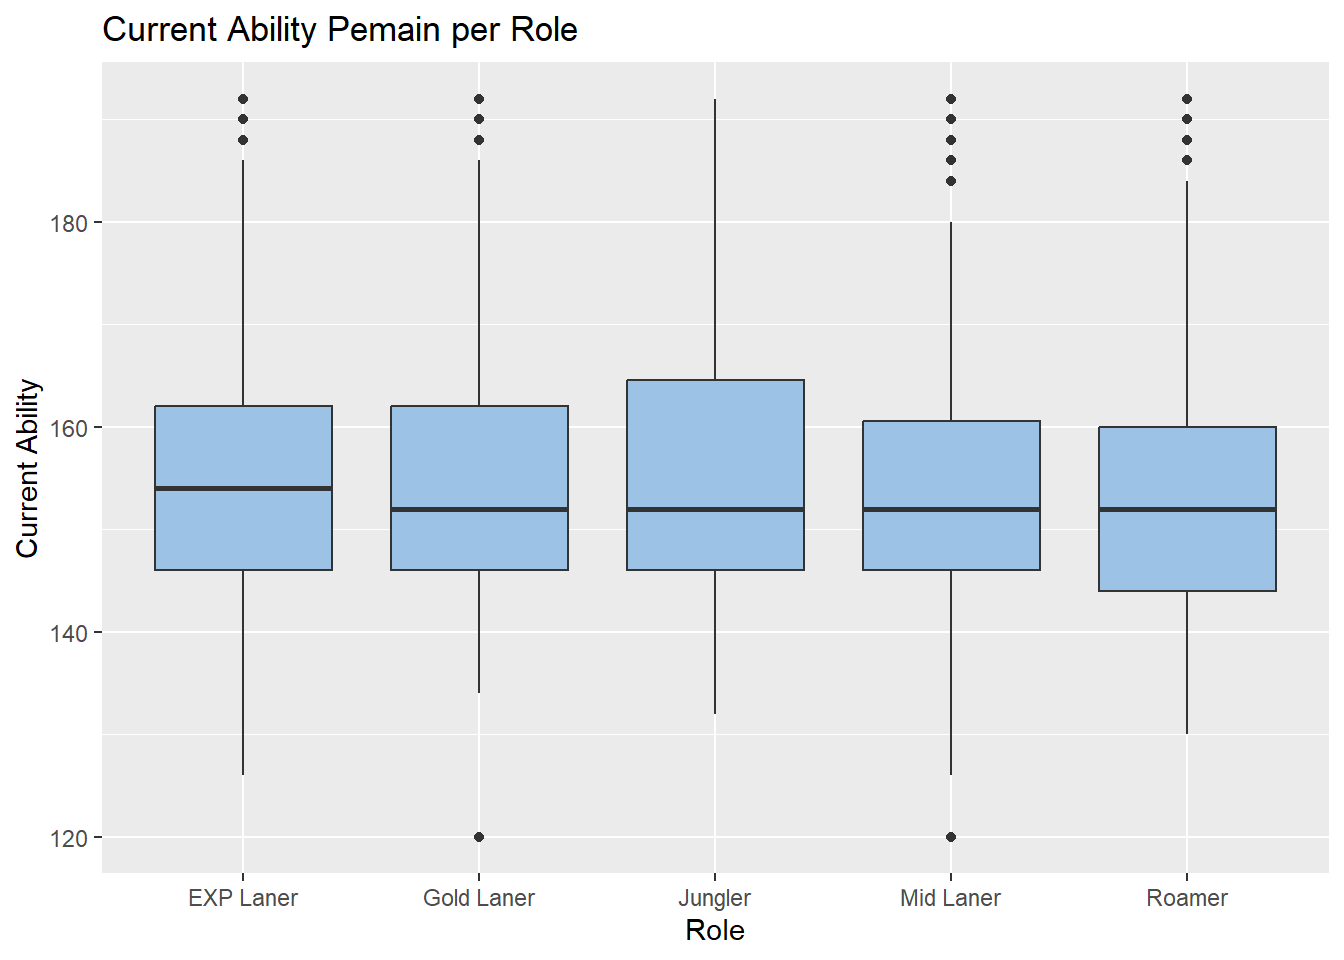 Current Ability Pemain per Role
Current Ability
180
160
140
120
EXP Laner
Gold Laner
Jungler
Mid Laner
Roamer
Role